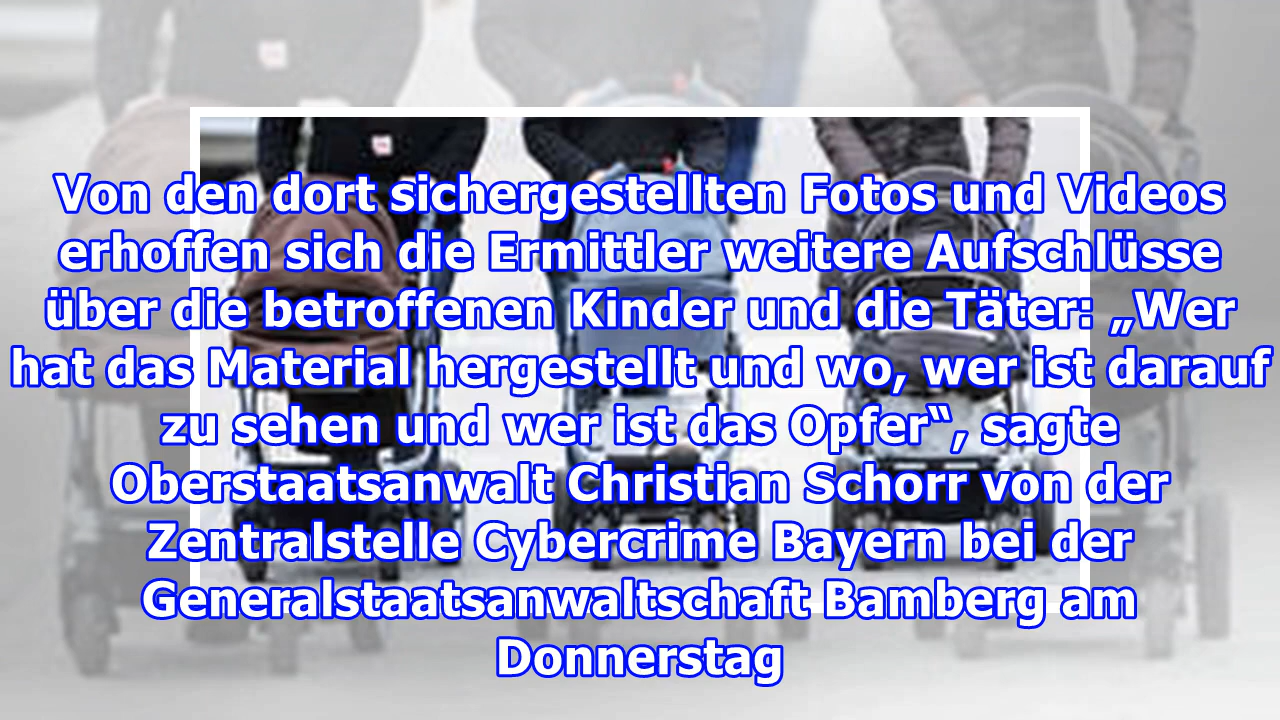 Von den dort sichergestellten Fotos und Videos
erhoffen sich die Ermittler weitere Aufschlüsse
über die betroffenen Kinder und die Täter: „Wer
hat das Material hergestellt und wo, wer ist darauf
zu sehen und wer ist das Opfer“, sagte
Oberstaatsanwalt Christian Schorr von der
Zentralstelle Cybercrime Bayern bei der
Generalstaatsanwaltschaft Bamberg am
Donnerstag